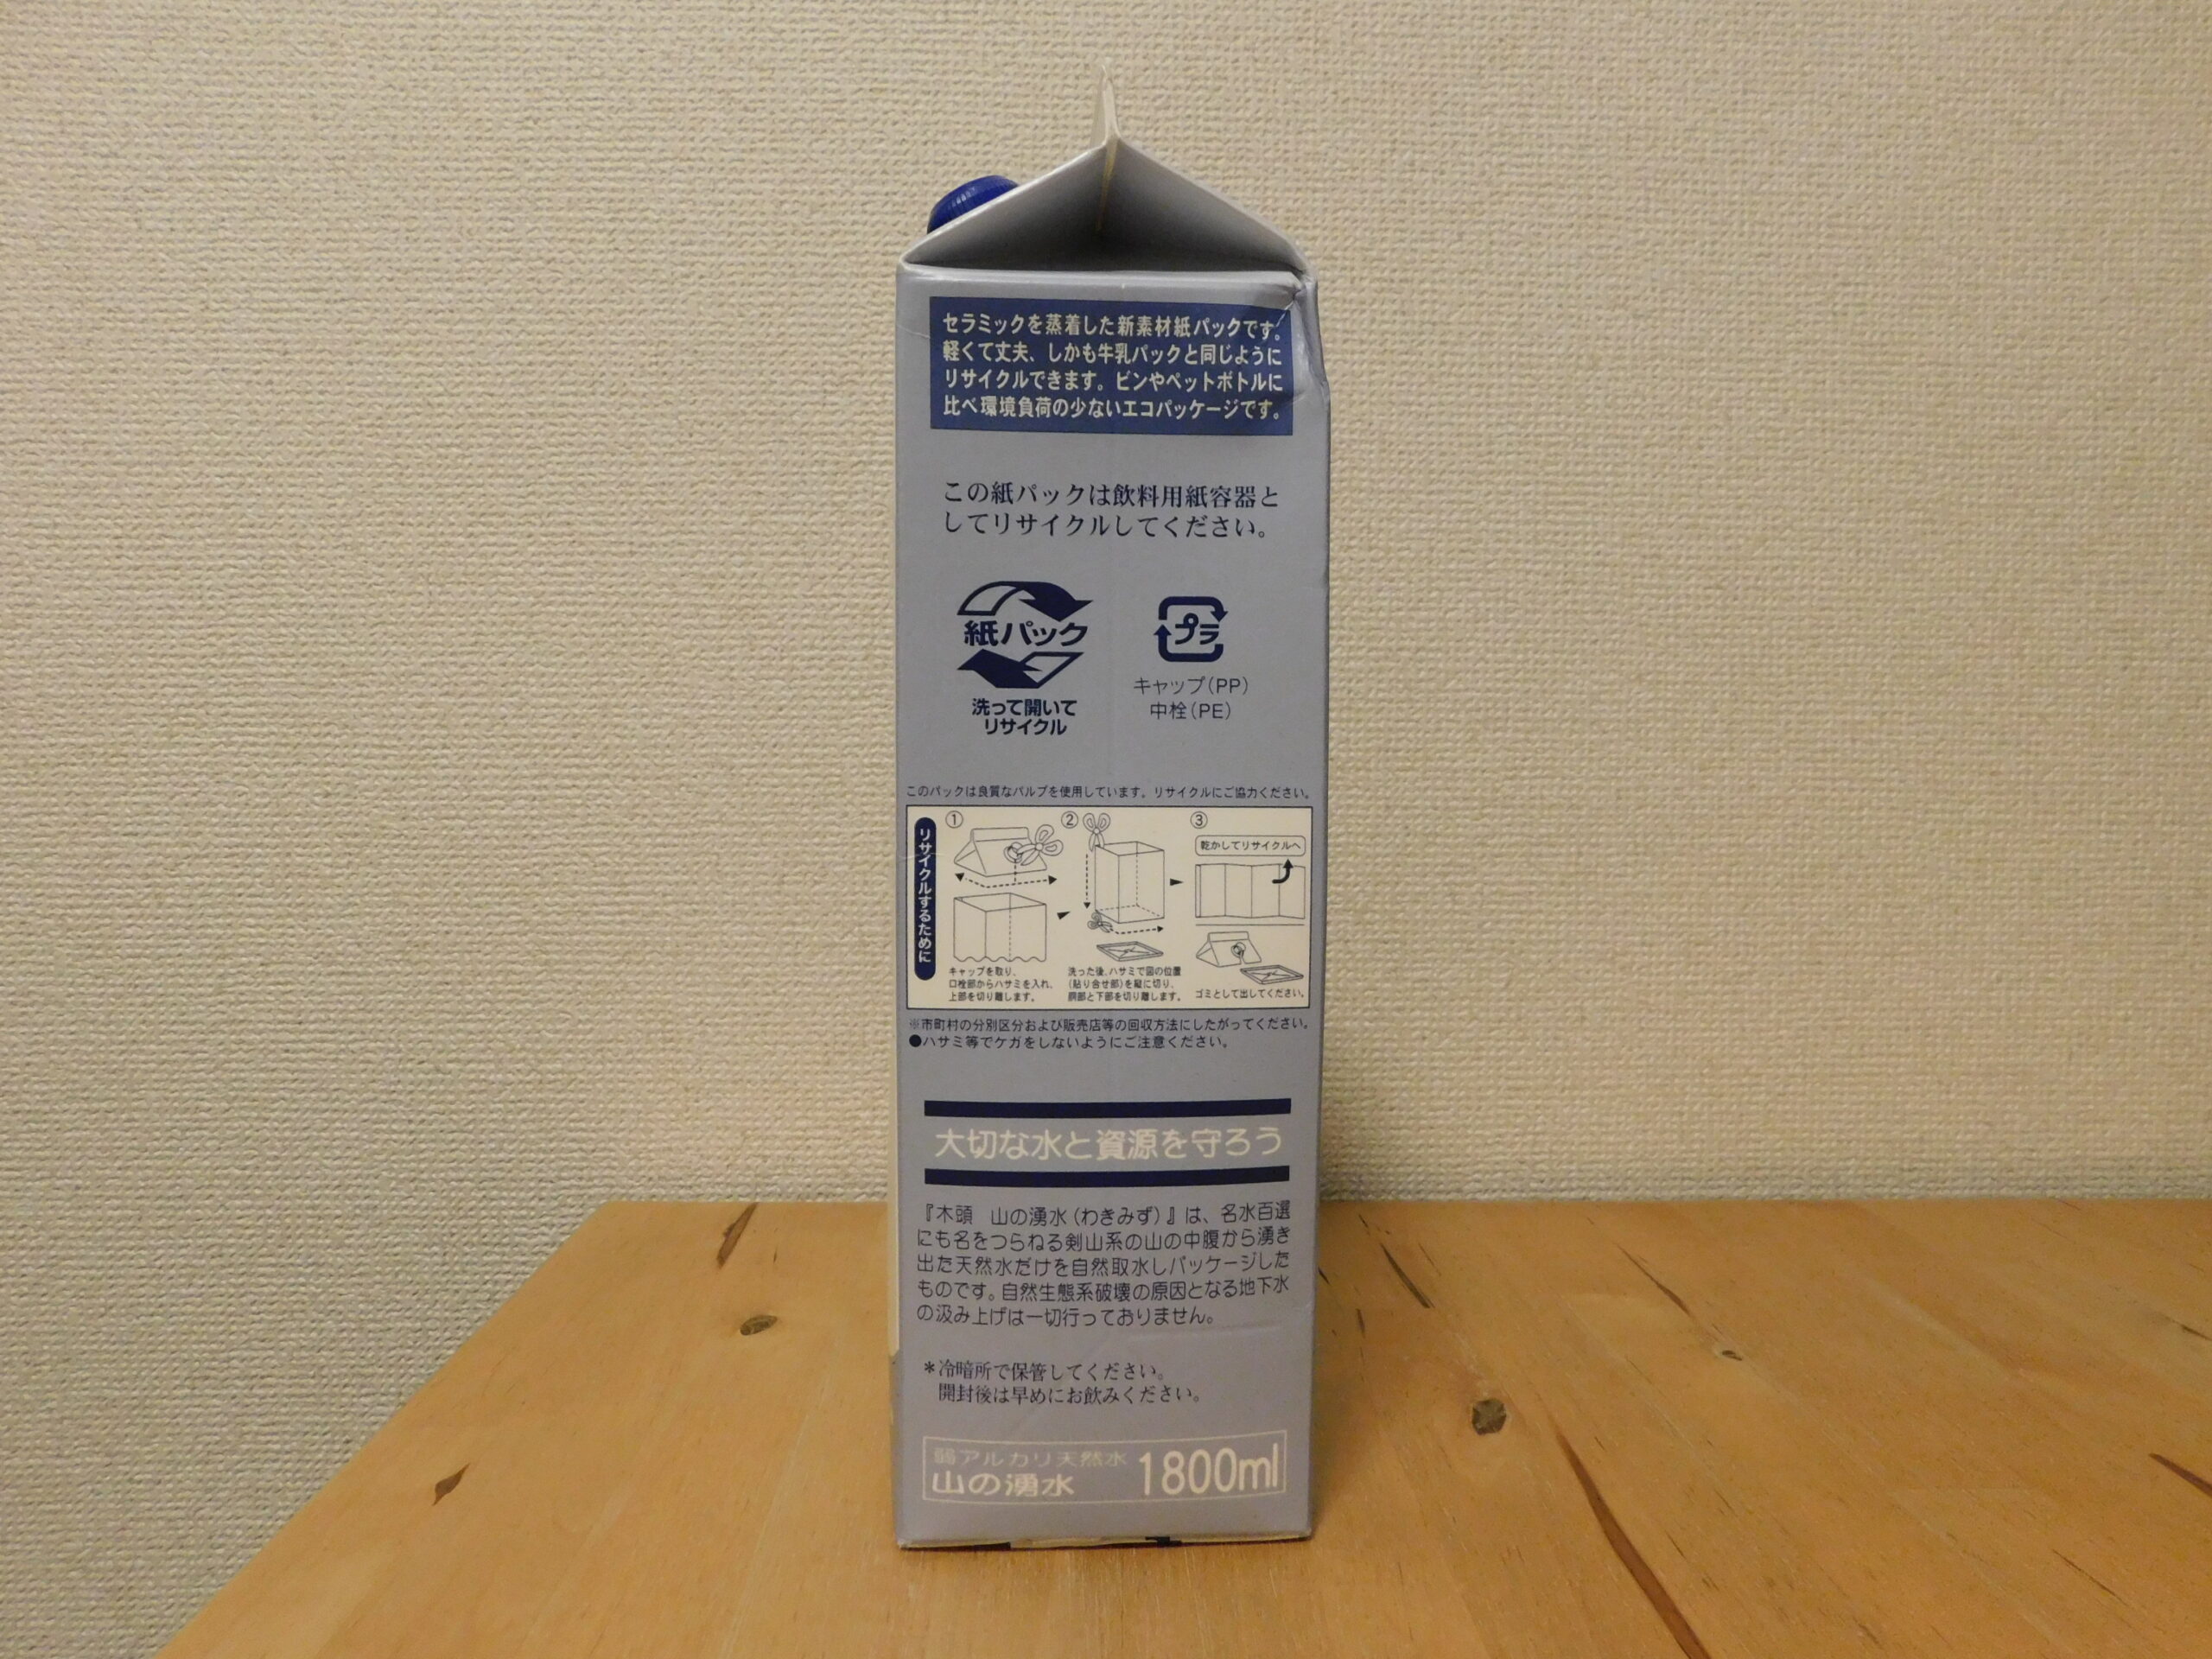 セラミックを蒸着した新素材紙パックです。
軽くて丈夫、しかも牛乳パックと同じように
リサイクルできます。ビンやペットボトルに
比べ環境負荷の少ないエコパッケージです。
この紙パックは飲料用紙容器と
してリサイクルしてください。
紙パック
洗って開いて
リサイクル
プラ
キャップ(PP)
中栓(PE)
このパックは良質なパルプを使用しています。リサイクルにご協力ください。
リサイクルするために
①
キャップを取り、
口栓部からハサミを入れ、
上部を切り離します。
②
洗った後、ハサミで図の位置
(貼り合せ部)を縦に切り、
胴部と下部を切り離します。
③
乾かしてリサイクルへ
ゴミとして出してください。
※市町村の分別区分および販売店等の回収方法にしたがってください。
●ハサミ等でケガをしないようにご注意ください。
大切な水と資源を守ろう
『木頭　山の湧水(わきみず)』は、名水百選
にも名をつらねる剣山系の山の中腹から湧き
出た天然水だけを自然取水しパッケージした
ものです。自然生態系破壊の原因となる地下水
の汲み上げは一切行っておりません。
*冷暗所で保管してください。
開封後は早めにお飲みください。
弱アルカリ天然水
山の湧水 1800ml